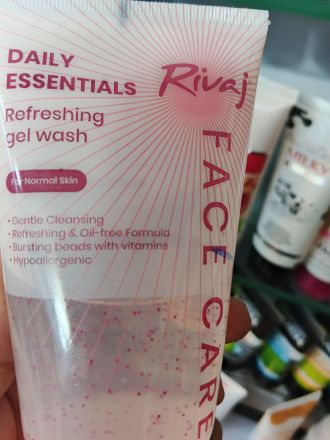 DAILY
ESSENTIALS
Rivaj
Refreshing
gel wash
For Normal Skin
• Gentle Cleansing
• Refreshing & Oil-free Formula
• Bursting beads with vitamins
• Hypoallergenic
FACE CARE
MILKY